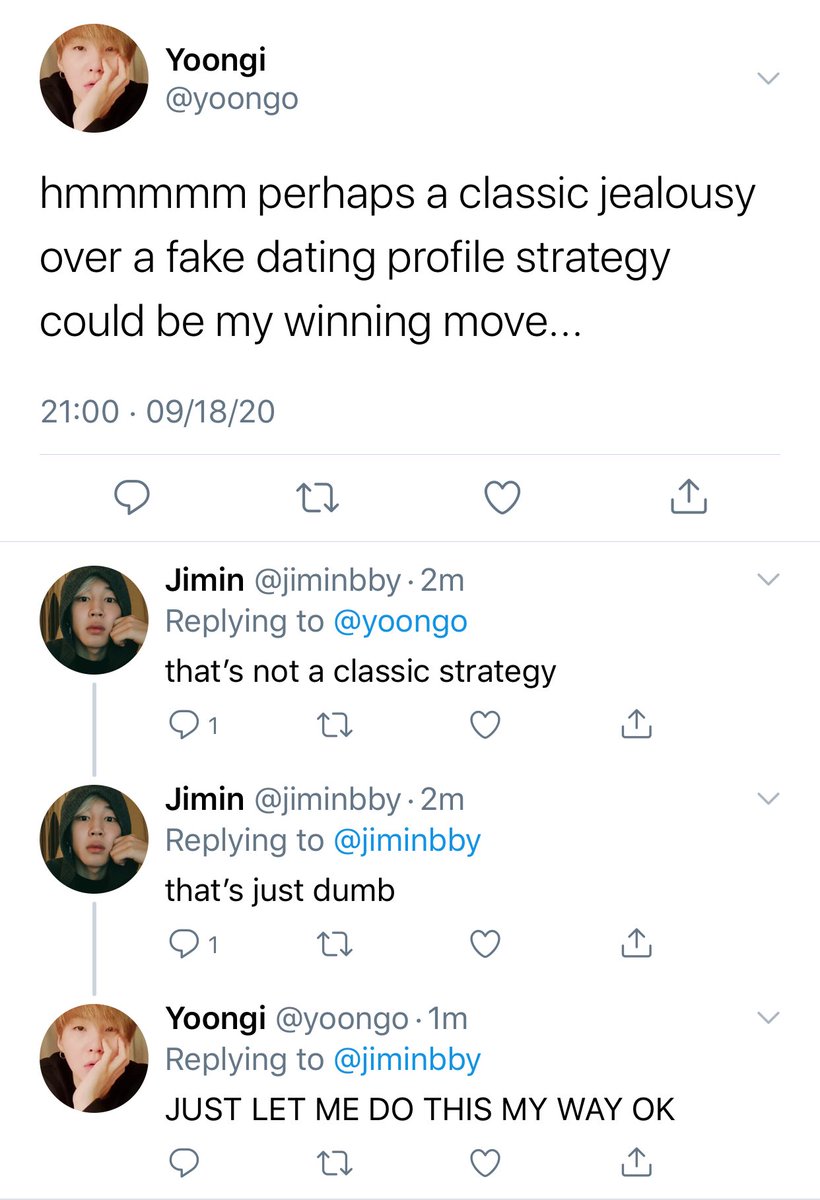 Yoongi
@yoongo
hmmmmm perhaps a classic jealousy
over a fake dating profile strategy
could be my winning move...
21:00 · 09/18/20
Jimin @jiminbby · 2m
Replying to @yoongo
that's not a classic strategy
1
Jimin @jiminbby · 2m
Replying to @jiminbby
that's just dumb
1
Yoongi @yoongo · 1m
Replying to @jiminbby
JUST LET ME DO THIS MY WAY OK